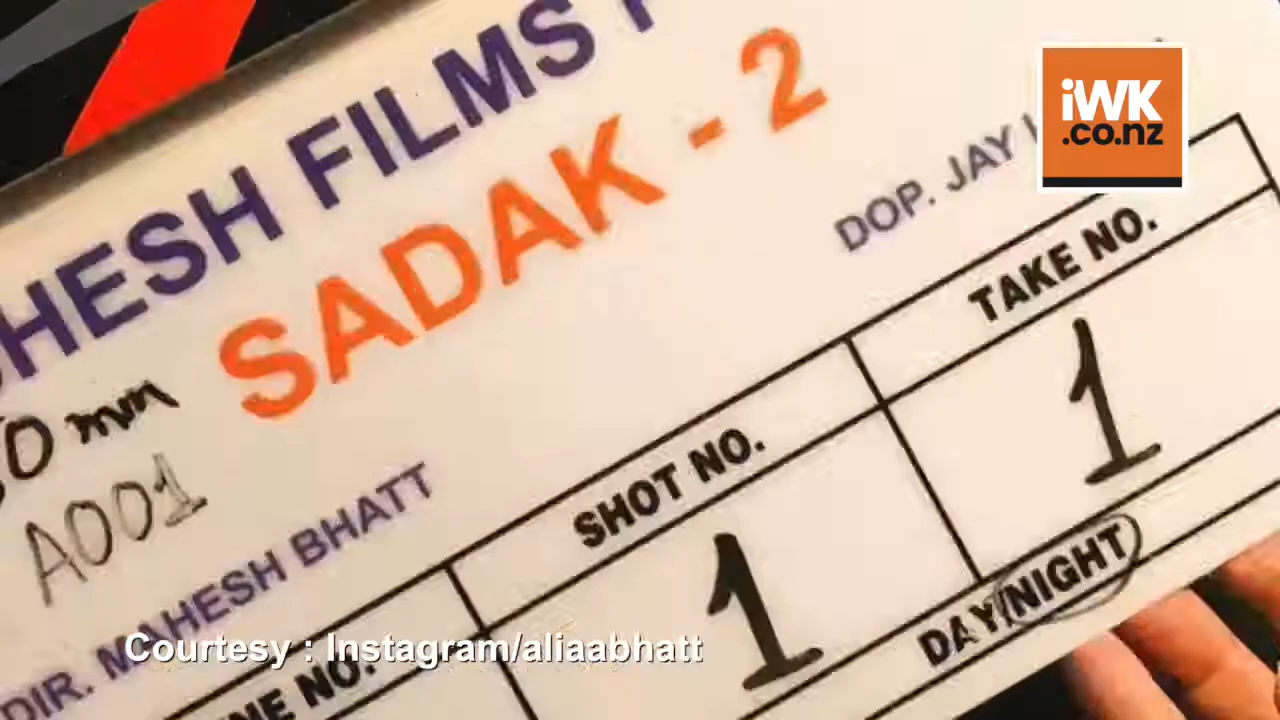 HESH FILMS
SADAK - 2
iWK
.co.nz
DOP. JAY
0 mm
A001
DIR. MAHESH BHATT
SHOT NO.
TAKE NO.
1
1
NE NO.
DAY/NIGHT
Courtesy : Instagram/aliaabhatt